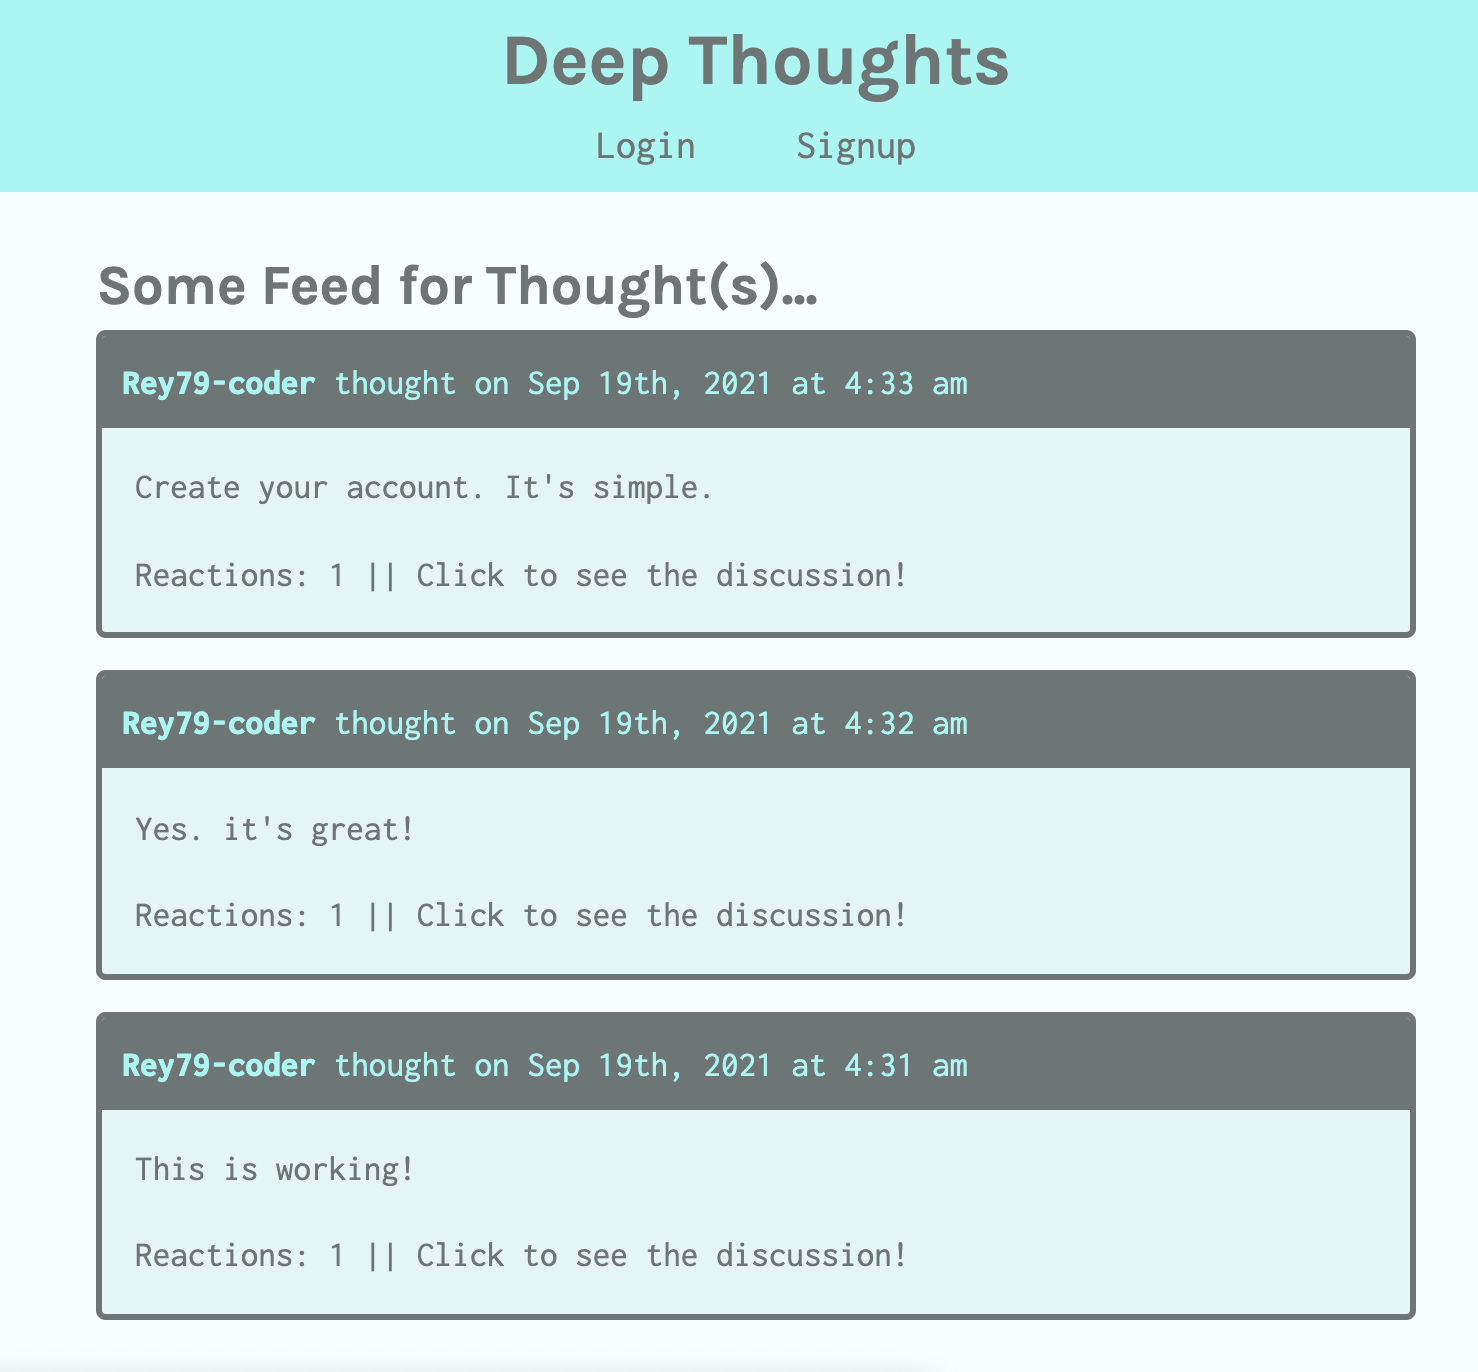 Deep Thoughts
Login Signup
Some Feed for Thought(s)...
Rey79-coder thought on Sep 19th, 2021 at 4:33 am
Create your account. It's simple.
Reactions: 1 || Click to see the discussion!
Rey79-coder thought on Sep 19th, 2021 at 4:32 am
Yes. it's great!
Reactions: 1 || Click to see the discussion!
Rey79-coder thought on Sep 19th, 2021 at 4:31 am
This is working!
Reactions: 1 || Click to see the discussion!